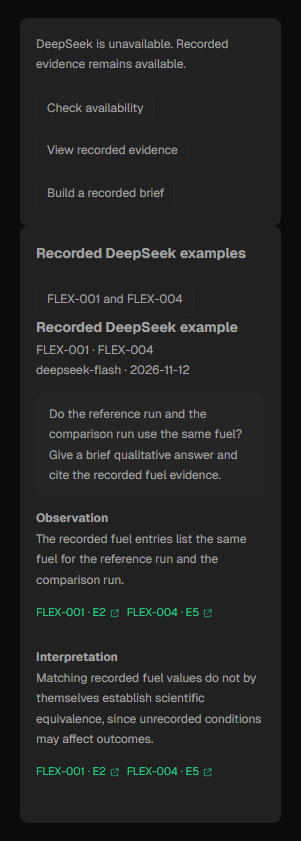 DeepSeek is unavailable. Recorded
evidence remains available.
Check availability
View recorded evidence
Build a recorded brief
Recorded DeepSeek examples
FLEX-001 and FLEX-004
Recorded DeepSeek example
FLEX-001 · FLEX-004
deepseek-flash · 2026-11-12
Do the reference run and the
comparison run use the same fuel?
Give a brief qualitative answer and
cite the recorded fuel evidence.
Observation
The recorded fuel entries list the same
fuel for the reference run and the
comparison run.
FLEX-001 · E2 FLEX-004 · E5
Interpretation
Matching recorded fuel values do not by
themselves establish scientific
equivalence, since unrecorded conditions
may affect outcomes.
FLEX-001 · E2 FLEX-004 · E5